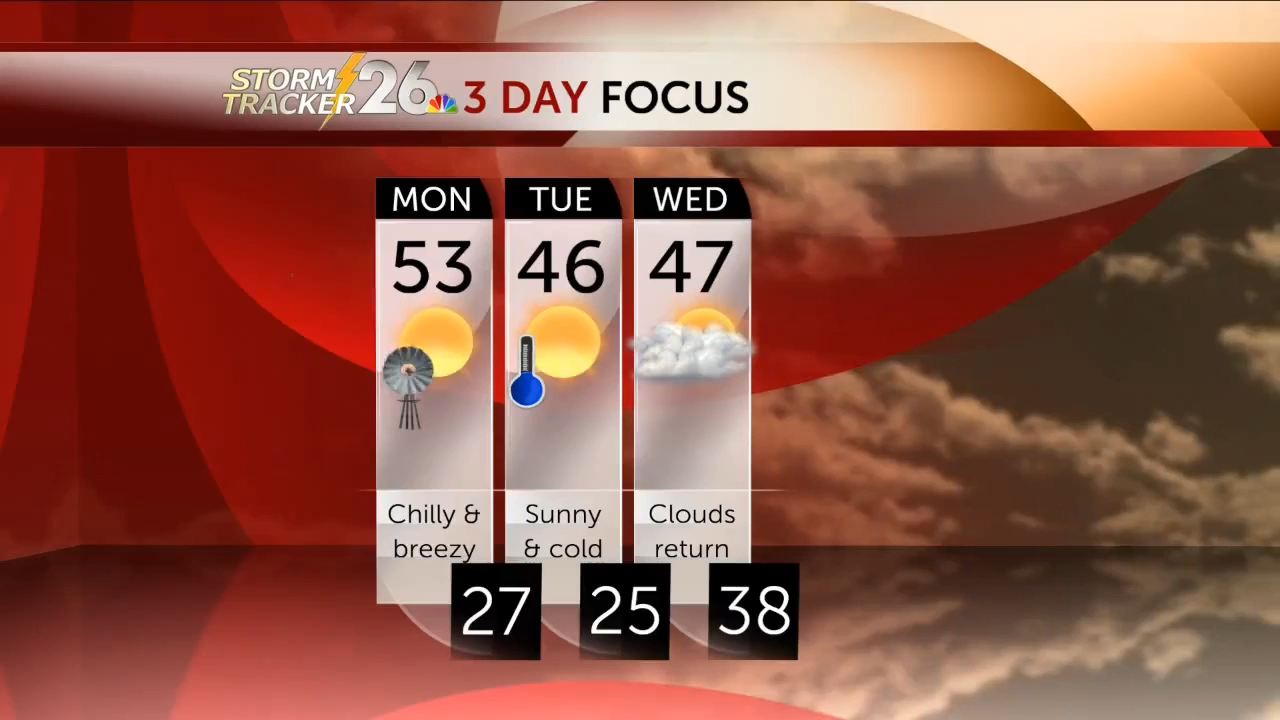 STORM
TRACKER 26 3 DAY FOCUS
MON TUE WED
53 46 47
Chilly & Sunny Clouds
breezy & cold return
27 25 38